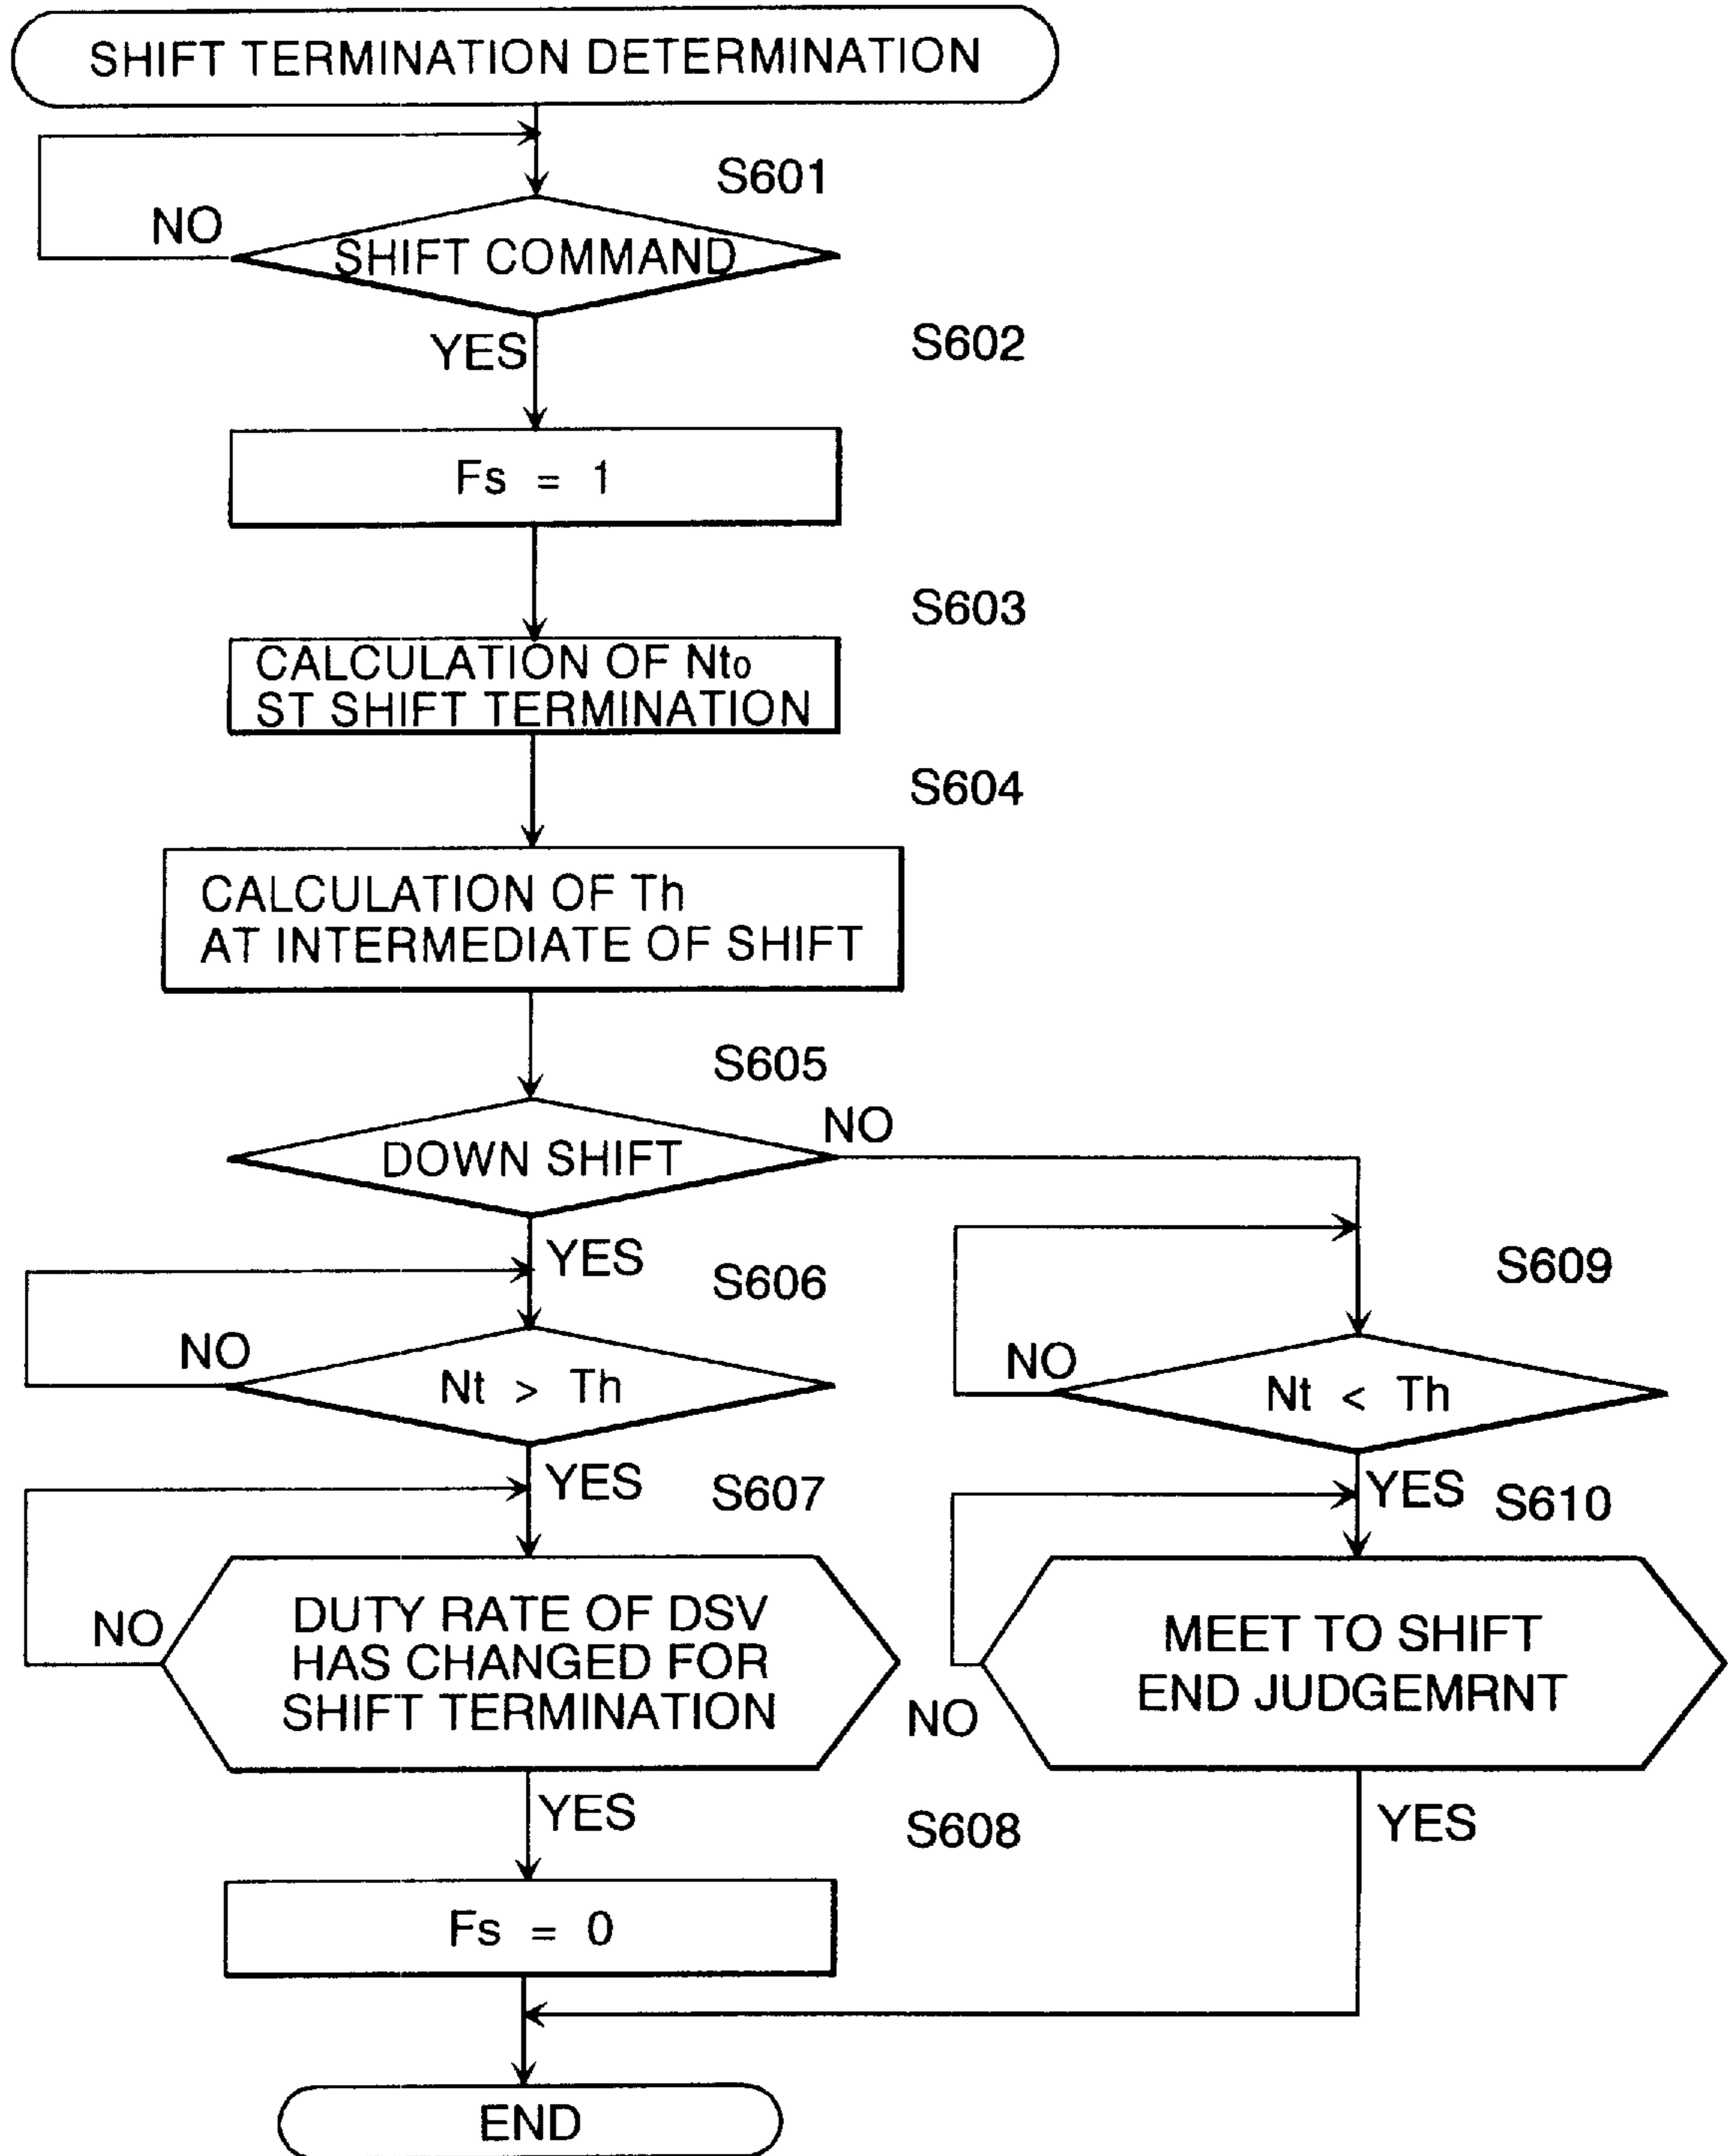 SHIFT TERMINATION DETERMINATION
S601
NO
SHIFT COMMAND
YES
S602
Fs = 1
S603
CALCULATION OF Nt₀
ST SHIFT TERMINATION
S604
CALCULATION OF Th
AT INTERMEDIATE OF SHIFT
S605
DOWN SHIFT
NO
YES
S606
NO
Nt > Th
YES
S607
NO
DUTY RATE OF DSV
HAS CHANGED FOR
SHIFT TERMINATION
YES
S608
Fs = 0
S609
NO
Nt < Th
YES
S610
NO
MEET TO SHIFT
END JUDGEMRNT
YES
END